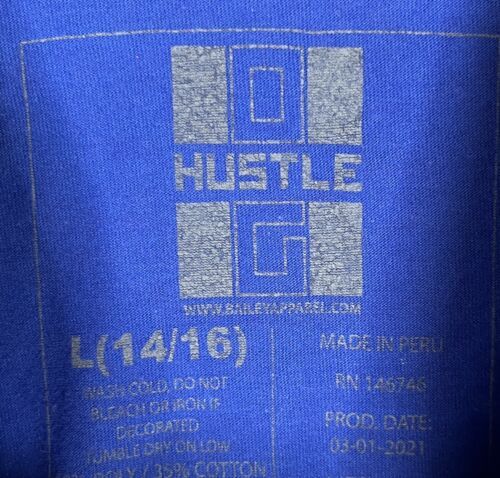 O
HUSTLE
G
WWW.BAILEYAPPAREL.COM
L(14/16)
WASH COLD, DO NOT
BLEACH OR IRON IF
DECORATED
TUMBLE DRY ON LOW
POLY / 35% COTTON
MADE IN PERU
RN 146746
PROD. DATE:
03-01-2021